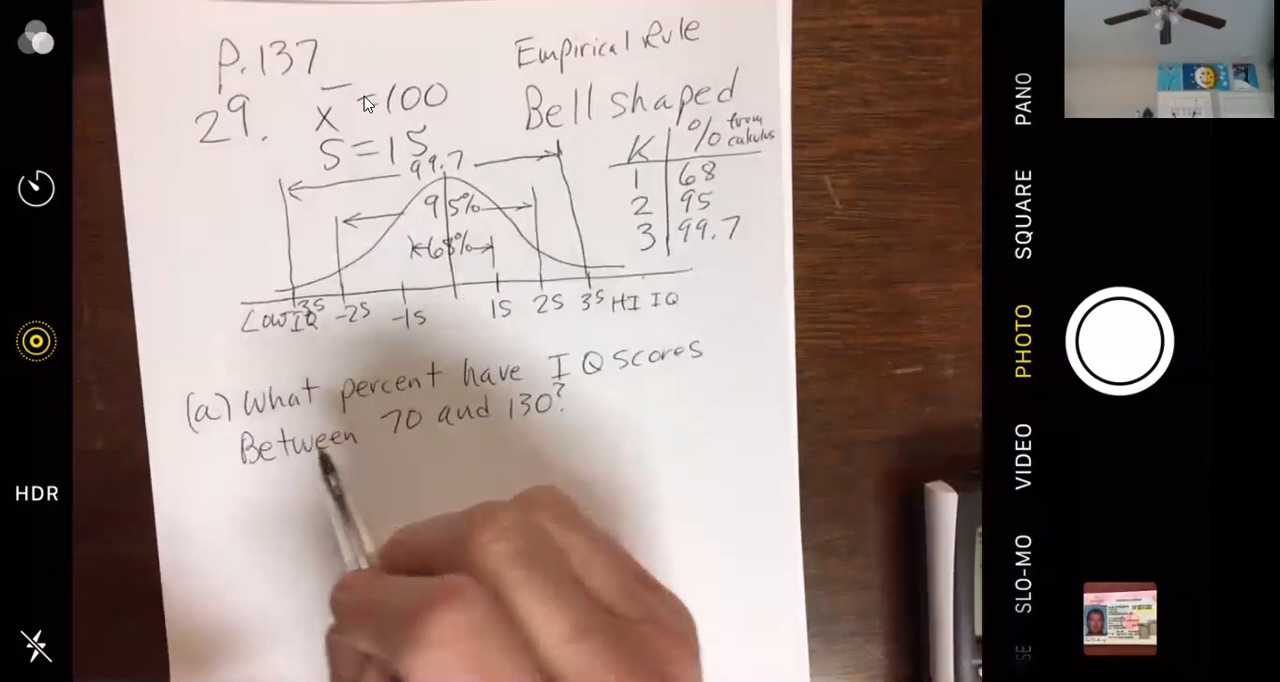 P.137
29.
x̄ = 100
S = 15
Empirical Rule
Bell shaped
K | % from calculus
1 | 68
2 | 95
3 | 99.7
99.7
95%
68%
-3S -2S -1S 1S 2S 3S
Low IQ HI IQ
(a) What percent have IQ scores
Between 70 and 130?
HDR
PANO
SQUARE
PHOTO
VIDEO
SLO-MO
SE